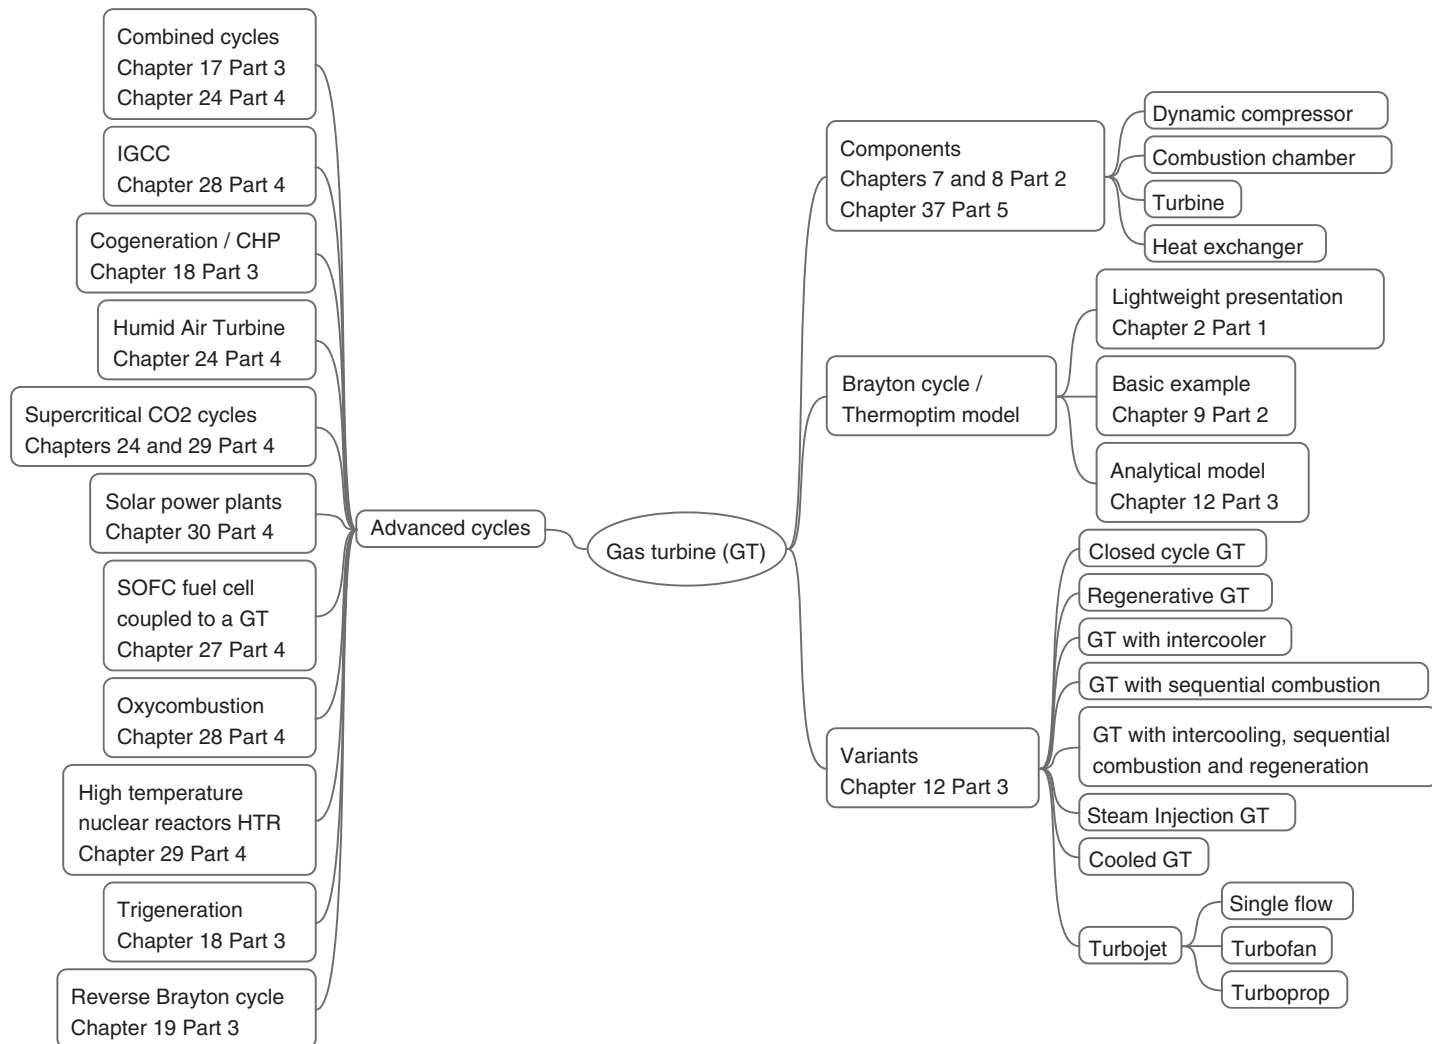 Combined cycles
Chapter 17 Part 3
Chapter 24 Part 4
IGCC
Chapter 28 Part 4
Cogeneration / CHP
Chapter 18 Part 3
Humid Air Turbine
Chapter 24 Part 4
Supercritical CO2 cycles
Chapters 24 and 29 Part 4
Solar power plants
Chapter 30 Part 4
SOFC fuel cell
coupled to a GT
Chapter 27 Part 4
Oxycombustion
Chapter 28 Part 4
High temperature
nuclear reactors HTR
Chapter 29 Part 4
Trigeneration
Chapter 18 Part 3
Reverse Brayton cycle
Chapter 19 Part 3
Advanced cycles
Gas turbine (GT)
Components
Chapters 7 and 8 Part 2
Chapter 37 Part 5
Dynamic compressor
Combustion chamber
Turbine
Heat exchanger
Brayton cycle /
Thermoptim model
Lightweight presentation
Chapter 2 Part 1
Basic example
Chapter 9 Part 2
Analytical model
Chapter 12 Part 3
Variants
Chapter 12 Part 3
Closed cycle GT
Regenerative GT
GT with intercooler
GT with sequential combustion
GT with intercooling, sequential
combustion and regeneration
Steam Injection GT
Cooled GT
Turbojet
Single flow
Turbofan
Turboprop